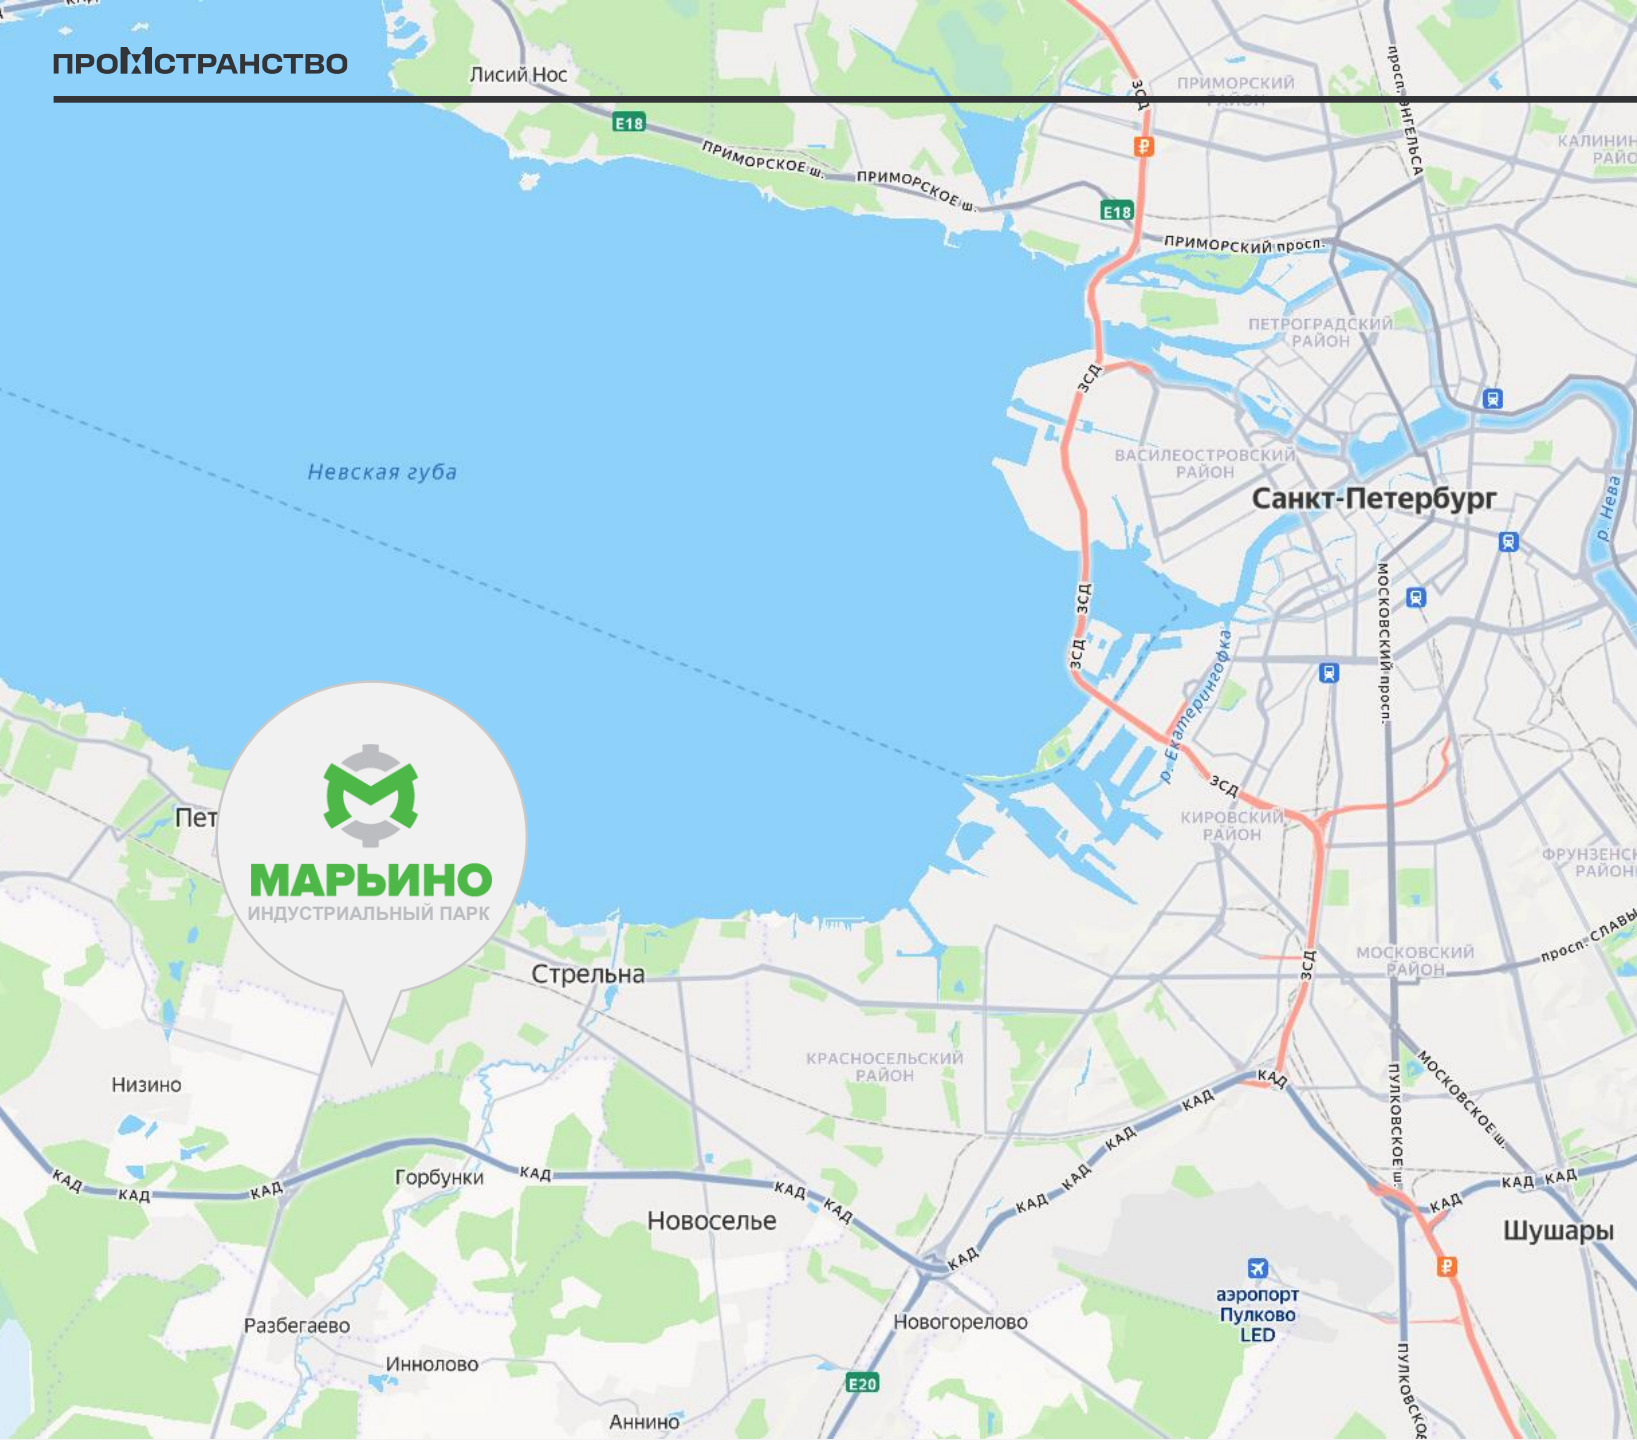 КАД
ПРОМСТРАНСТВО
Лисий Нос
E18
ПРИМОРСКОЕ ш.
ПРИМОРСКОЕ ш.
E18
ЗСД
ПРИМОРСКИЙ
РАЙОН
просп. ЭНГЕЛЬСА
ПРИМОРСКИЙ просп.
ПЕТРОГРАДСКИЙ
РАЙОН
ЗСД
ВАСИЛЕОСТРОВСКИЙ
РАЙОН
Санкт-Петербург
р. Нева
Невская губа
МОСКОВСКИЙ просп.
ЗСД
ЗСД
р. Екатерингофка
ЗСД
КИРОВСКИЙ
РАЙОН
Пет
МАРЬИНО
ИНДУСТРИАЛЬНЫЙ ПАРК
Стрельна
МОСКОВСКИЙ
РАЙОН
просп. СЛАВЫ
ЗСД
КРАСНОСЕЛЬСКИЙ
РАЙОН
Низино
КАД
КАД
КАД
КАД
МОСКОВСКОЕ ш.
ПУЛКОВСКОЕ ш.
КАД
КАД
КАД
Горбунки
КАД
КАД
КАД
КАД
КАД
КАД
КАД
КАД
КАД
Новоселье
Шушары
аэропорт
Пулково
LED
Разбегаево
Новогорелово
Иннолово
E20
Аннино
ПУЛКОВСКОЕ